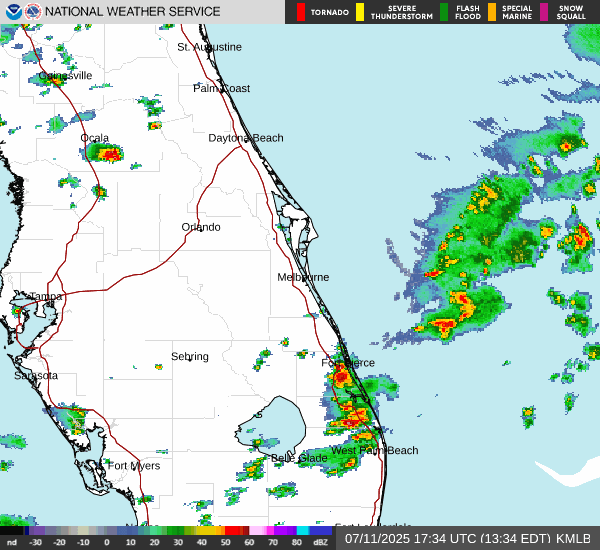 NATIONAL WEATHER SERVICE
TORNADO
SEVERE THUNDERSTORM
FLASH FLOOD
SPECIAL MARINE
SNOW SQUALL
St. Augustine
Gainesville
Palm Coast
Ocala
Daytona Beach
Orlando
Melbourne
Tampa
Sebring
Fort Pierce
Sarasota
West Palm Beach
Belle Glade
Fort Myers
Fort Lauderdale
nd -30 -20 -10 0 10 20 30 40 50 60 70 80 dBZ
07/11/2025 17:34 UTC (13:34 EDT) KMLB